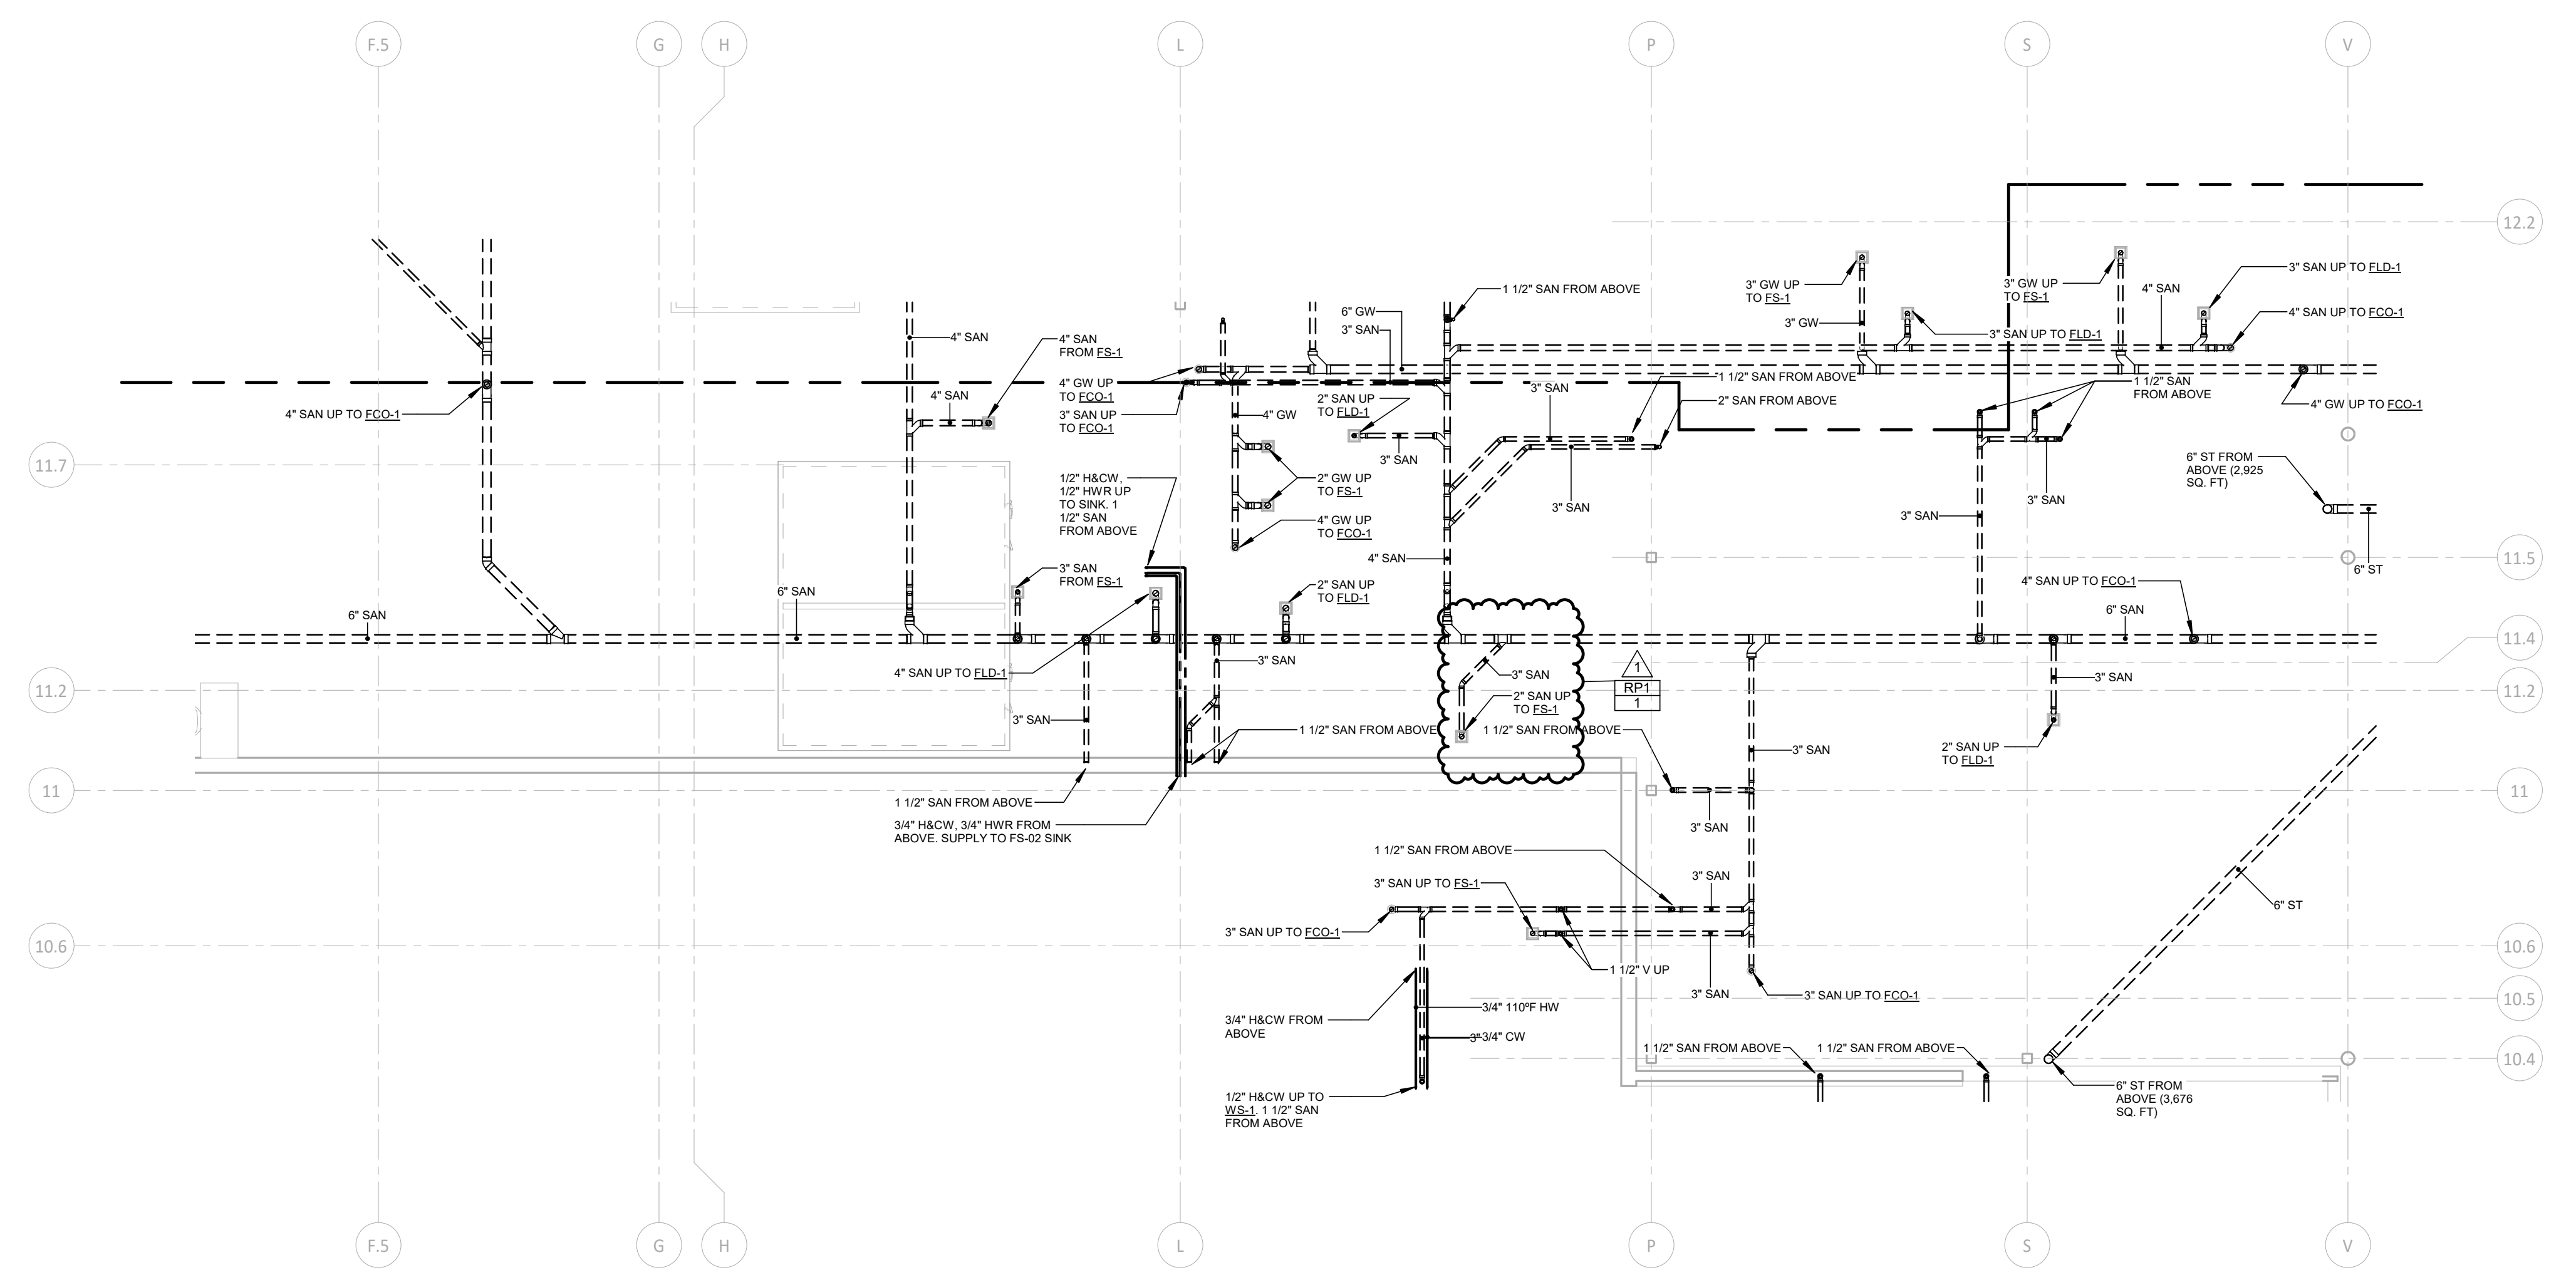 F.5
G
H
L
P
S
V
12.2
1 1/2" SAN FROM ABOVE
3" GW UP
TO FS-1
3" GW UP
TO FS-1
4" SAN
3" SAN UP TO FLD-1
4" SAN UP TO FCO-1
6" GW
3" SAN
3" GW
3" SAN UP TO FLD-1
4" SAN
4" SAN
FROM FS-1
4" GW UP
TO FCO-1
3" SAN UP
TO FCO-1
4" SAN
4" SAN UP TO FCO-1
2" SAN UP
TO FLD-1
4" GW
3" SAN
1 1/2" SAN FROM ABOVE
3" SAN
2" SAN FROM ABOVE
1 1/2" SAN
FROM ABOVE
4" GW UP TO FCO-1
11.7
1/2" H&CW,
1/2" HWR UP
TO SINK. 1
1/2" SAN
FROM ABOVE
2" GW UP
TO FS-1
4" GW UP
TO FCO-1
3" SAN
3" SAN
3" SAN
6" ST FROM
ABOVE (2,925
SQ. FT)
6" ST
4" SAN
11.5
3" SAN
FROM FS-1
2" SAN UP
TO FLD-1
4" SAN UP TO FCO-1
6" SAN
6" SAN
6" SAN
11.4
3" SAN
4" SAN UP TO FLD-1
3" SAN
1
RP1
1
3" SAN
11.2
11.2
3" SAN
2" SAN UP
TO FS-1
1 1/2" SAN FROM ABOVE
1 1/2" SAN FROM ABOVE
3" SAN
2" SAN UP
TO FLD-1
11
11
1 1/2" SAN FROM ABOVE
3/4" H&CW, 3/4" HWR FROM
ABOVE. SUPPLY TO FS-02 SINK
3" SAN
1 1/2" SAN FROM ABOVE
3" SAN
3" SAN UP TO FS-1
6" ST
3" SAN UP TO FCO-1
10.6
10.6
1 1/2" V UP
3" SAN
3" SAN UP TO FCO-1
10.5
3/4" 110ºF HW
3/4" H&CW FROM
ABOVE
3"
3/4" CW
1 1/2" SAN FROM ABOVE
1 1/2" SAN FROM ABOVE
10.4
1/2" H&CW UP TO
WS-1. 1 1/2" SAN
FROM ABOVE
6" ST FROM
ABOVE (3,676
SQ. FT)
F.5
G
H
L
P
S
V